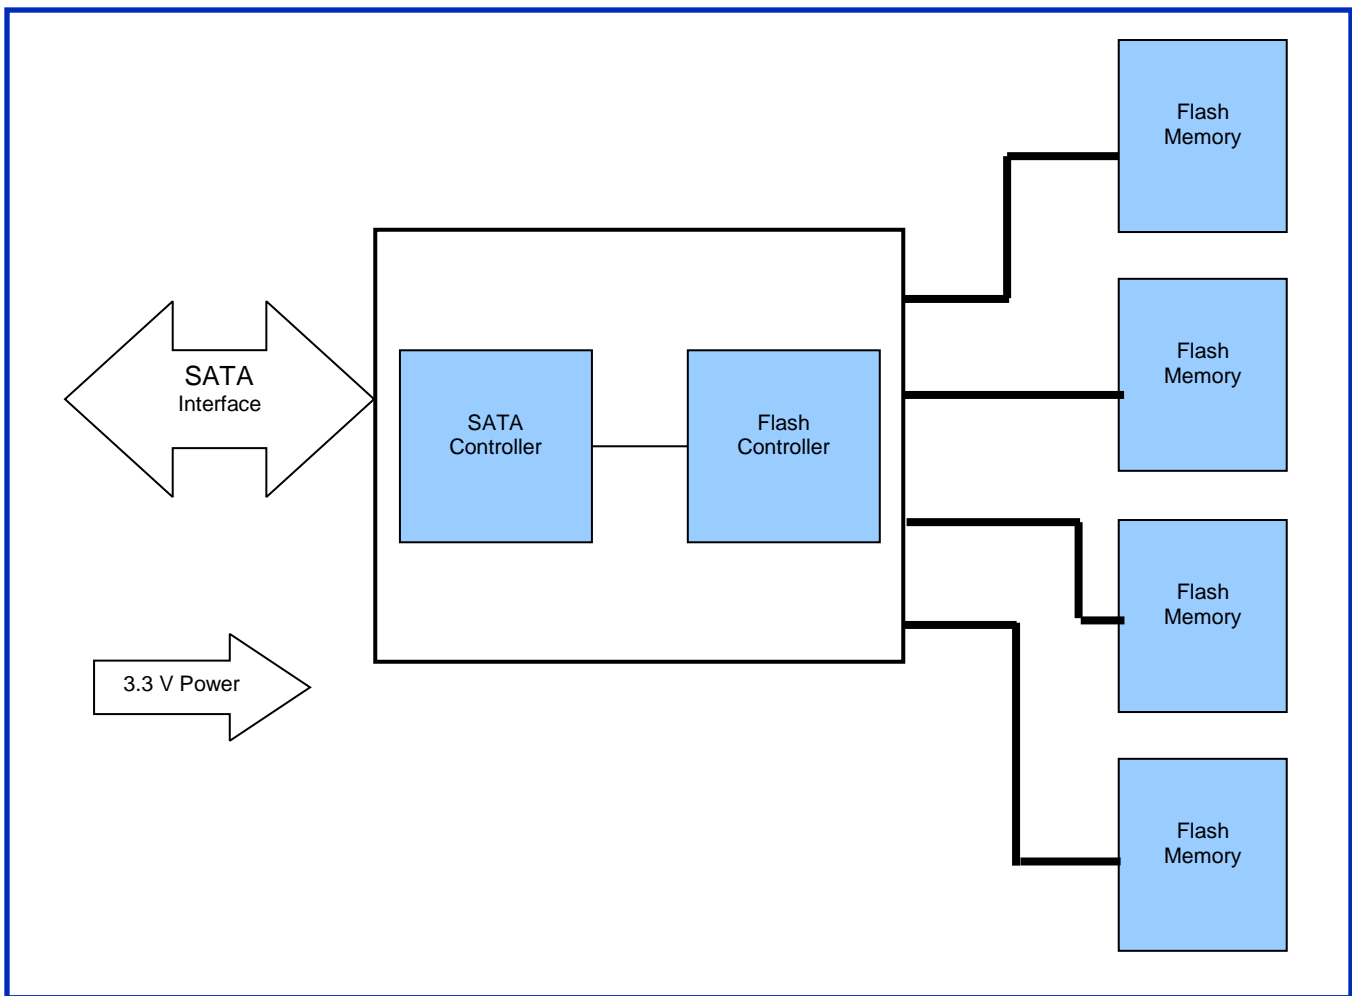 Flash
Memory
Flash
Memory
SATA
Interface
SATA
Controller
Flash
Controller
Flash
Memory
3.3 V Power
Flash
Memory